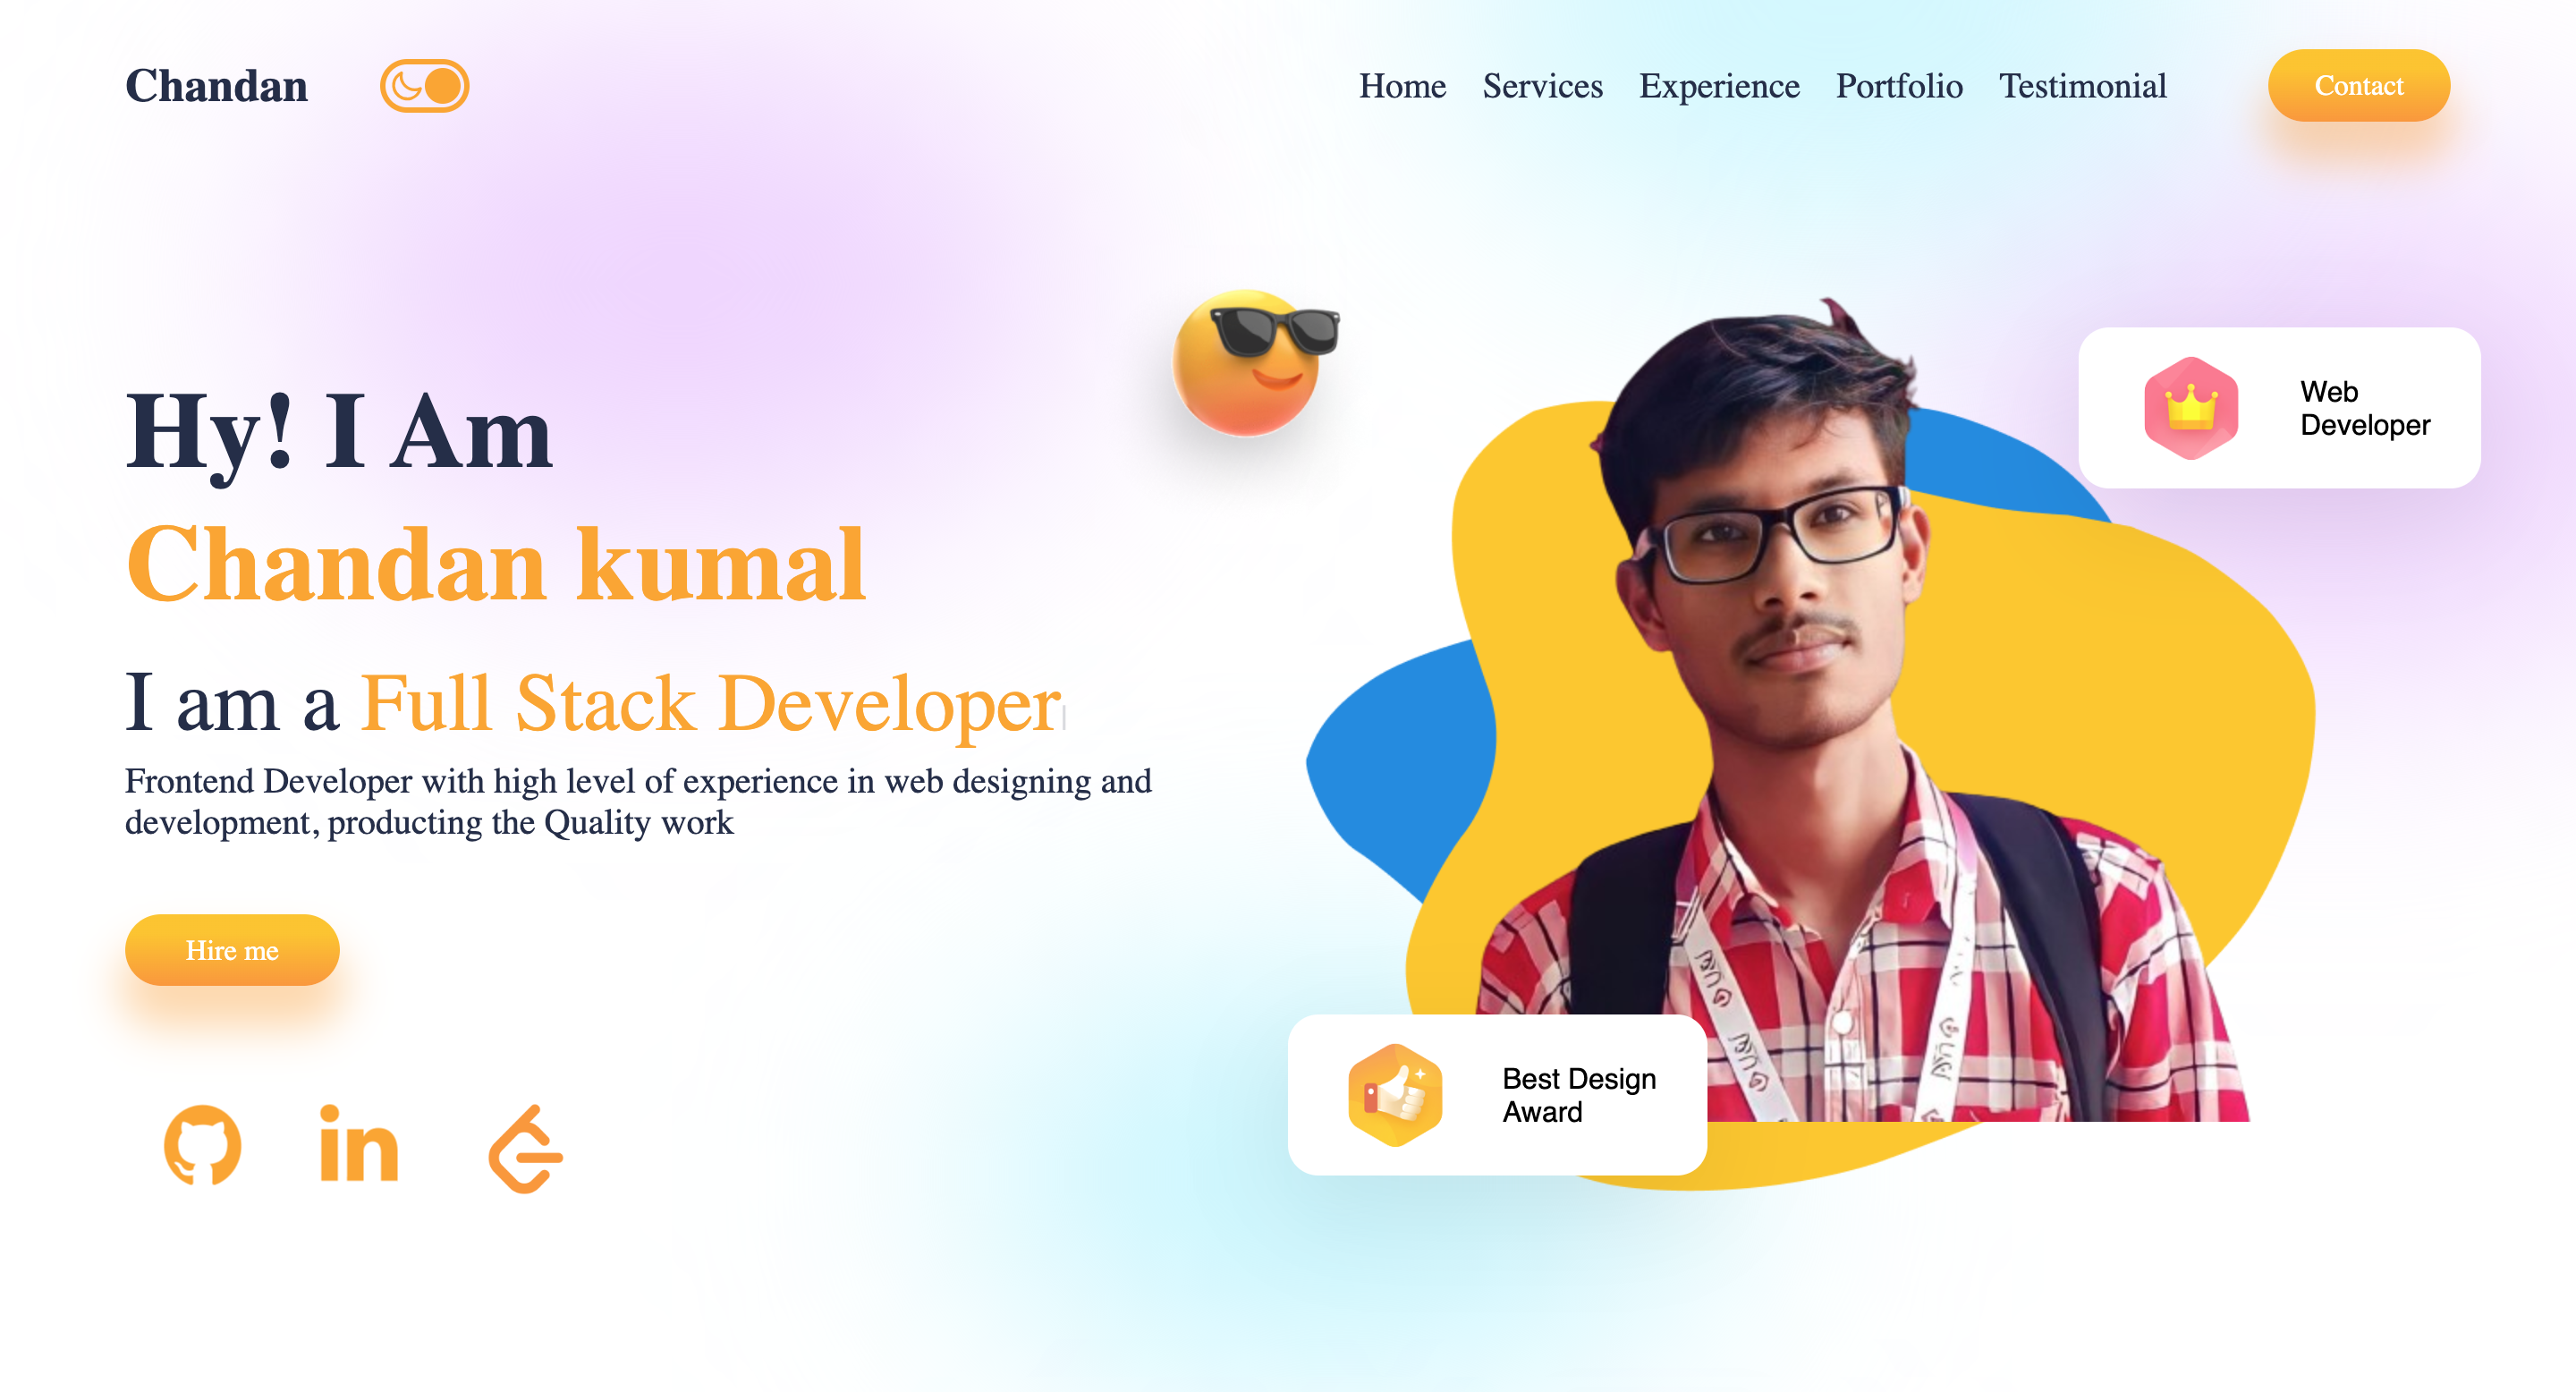 Chandan
Home Services Experience Portfolio Testimonial
Contact
Hy! I Am
Chandan kumal
I am a Full Stack Developer
Frontend Developer with high level of experience in web designing and
development, producting the Quality work
Hire me
in
Web
Developer
Best Design
Award